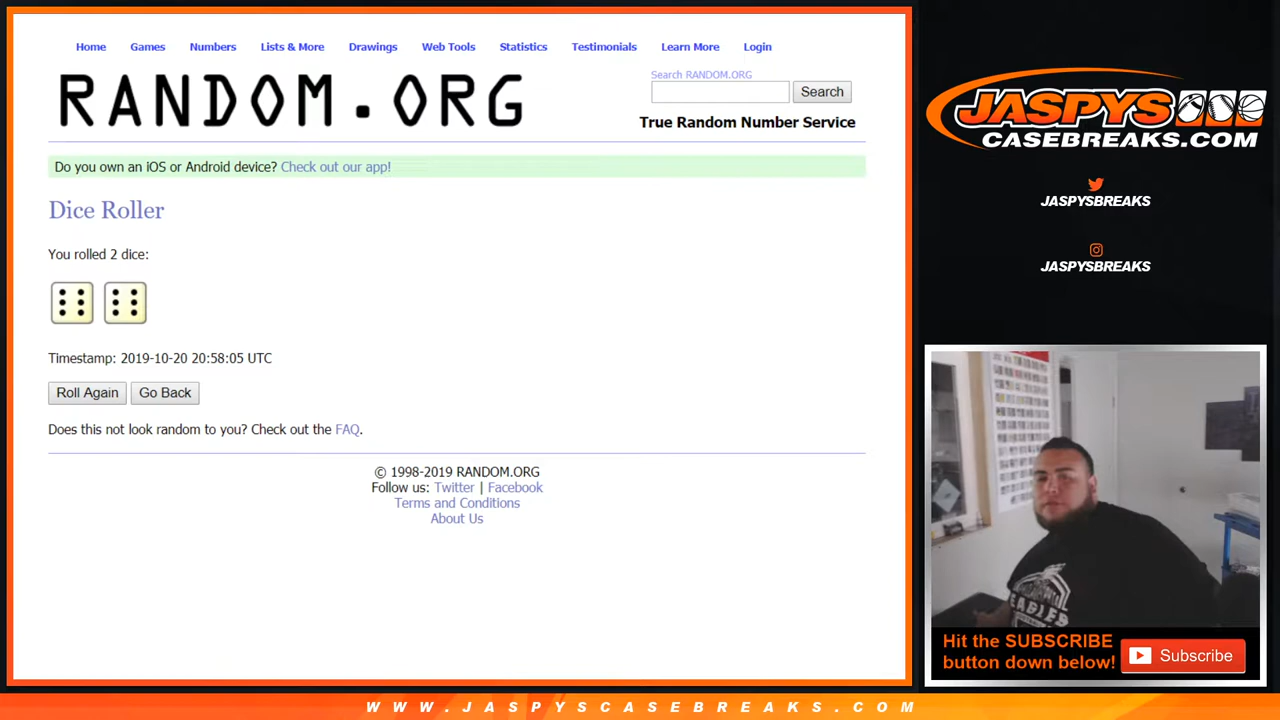 Home Games Numbers Lists & More Drawings Web Tools Statistics Testimonials Learn More Login
RANDOM.ORG
Search RANDOM.ORG
Search
True Random Number Service
Do you own an iOS or Android device? Check out our app!
Dice Roller
You rolled 2 dice:
Timestamp: 2019-10-20 20:58:05 UTC
Roll Again Go Back
Does this not look random to you? Check out the FAQ.
© 1998-2019 RANDOM.ORG
Follow us: Twitter | Facebook
Terms and Conditions
About Us
JASPYS
CASEBREAKS.COM
JASPYSBREAKS
JASPYSBREAKS
EAGLES
Hit the SUBSCRIBE
button down below!
Subscribe
WWW.JASPYSCASEBREAKS.COM